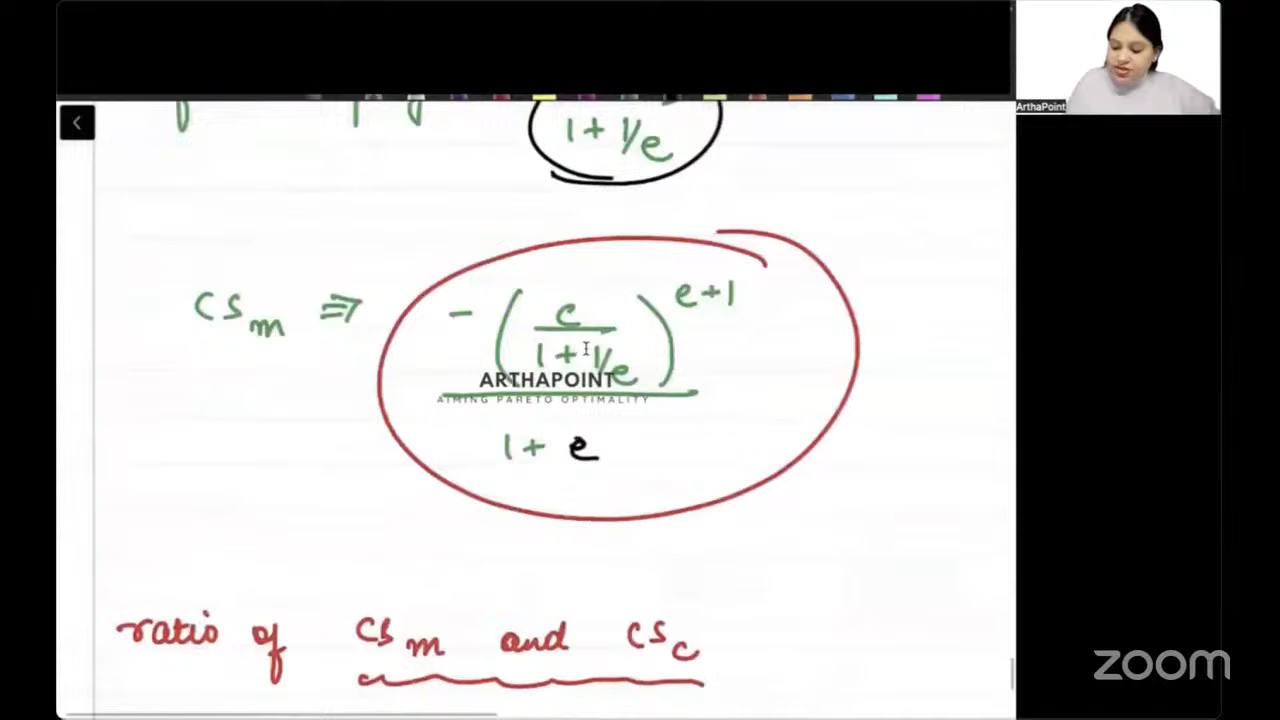 ArthaPoint
1 + 1/e
CS_m ⇒ - ( c / (1 + 1/e) )^(e+1)
ARTHAPOINT
AIMING PARETO OPTIMALITY
1 + e
ratio of CS_m and CS_c
zoom